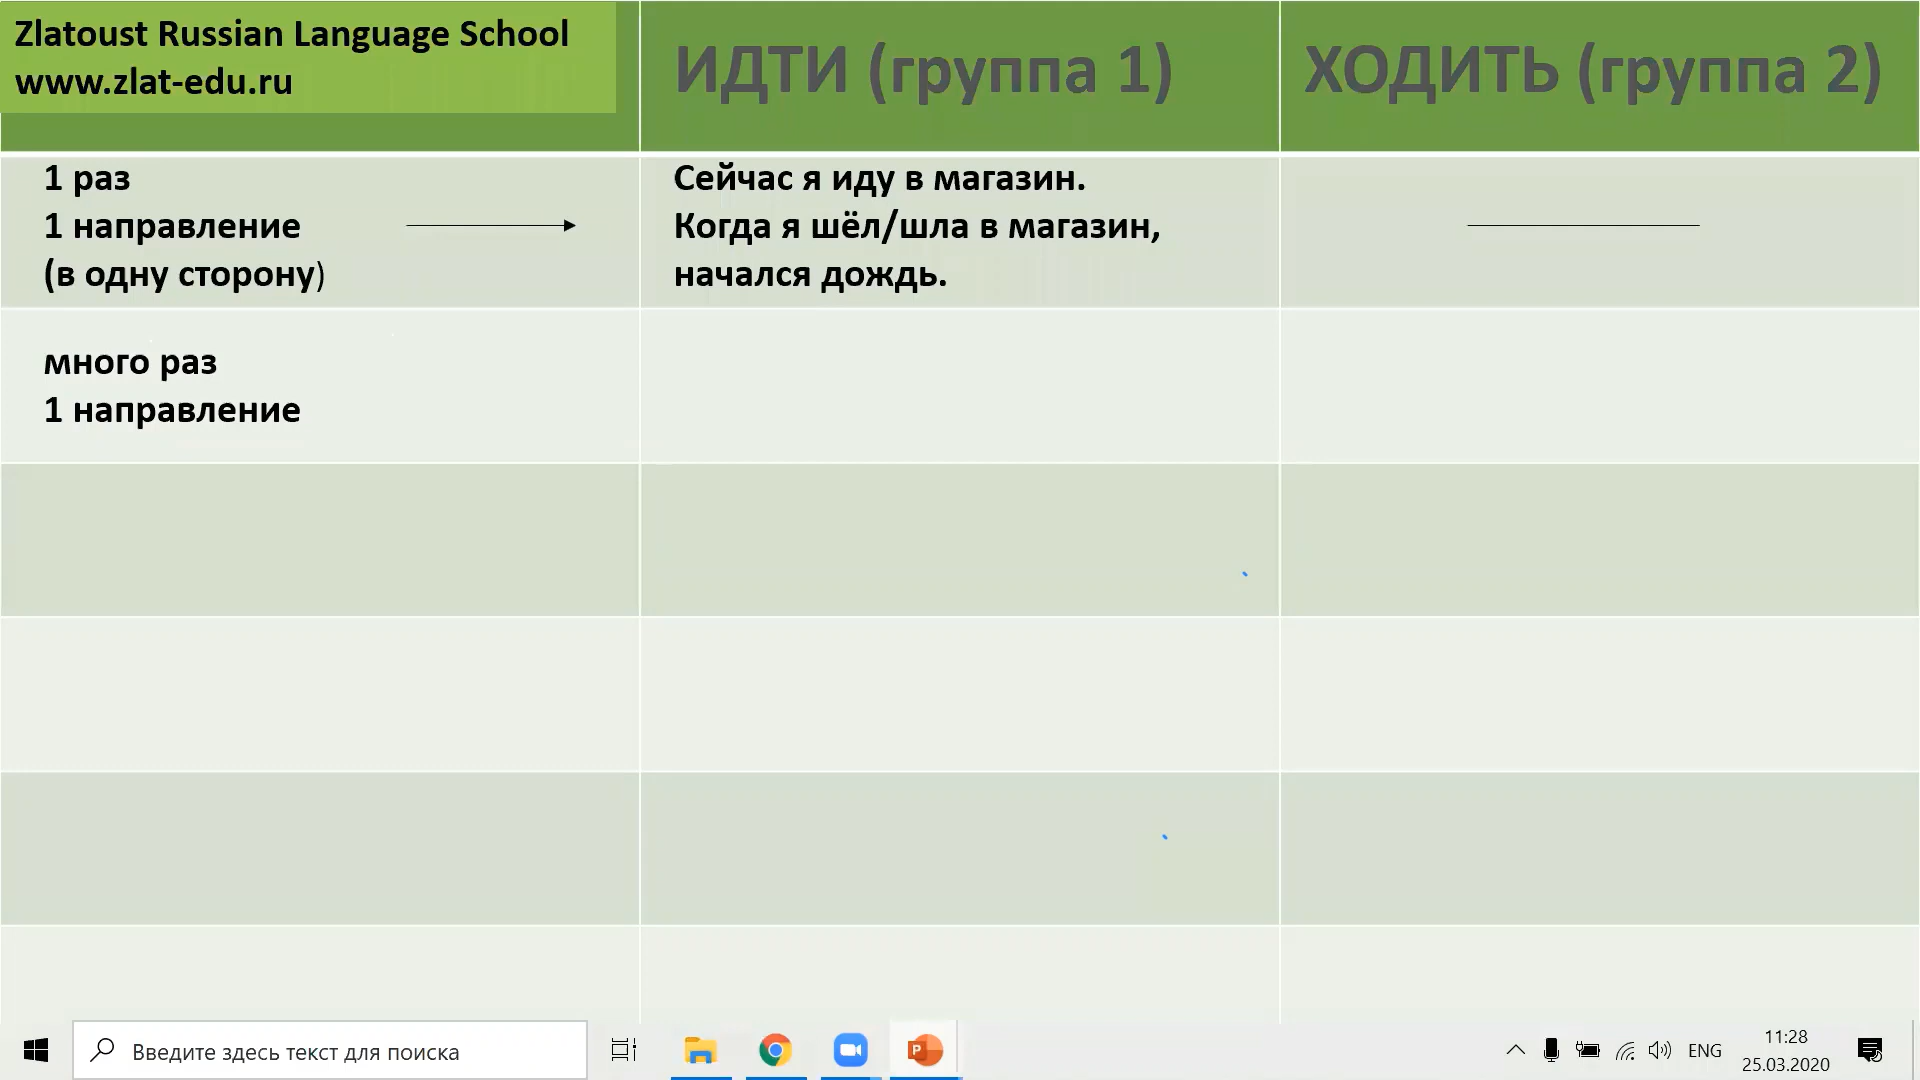 Zlatoust Russian Language School
www.zlat-edu.ru
ИДТИ (группа 1)
ХОДИТЬ (группа 2)
1 раз
1 направление
(в одну сторону)
Сейчас я иду в магазин.
Когда я шёл/шла в магазин,
начался дождь.
много раз
1 направление
Введите здесь текст для поиска
P
ENG
11:28
25.03.2020